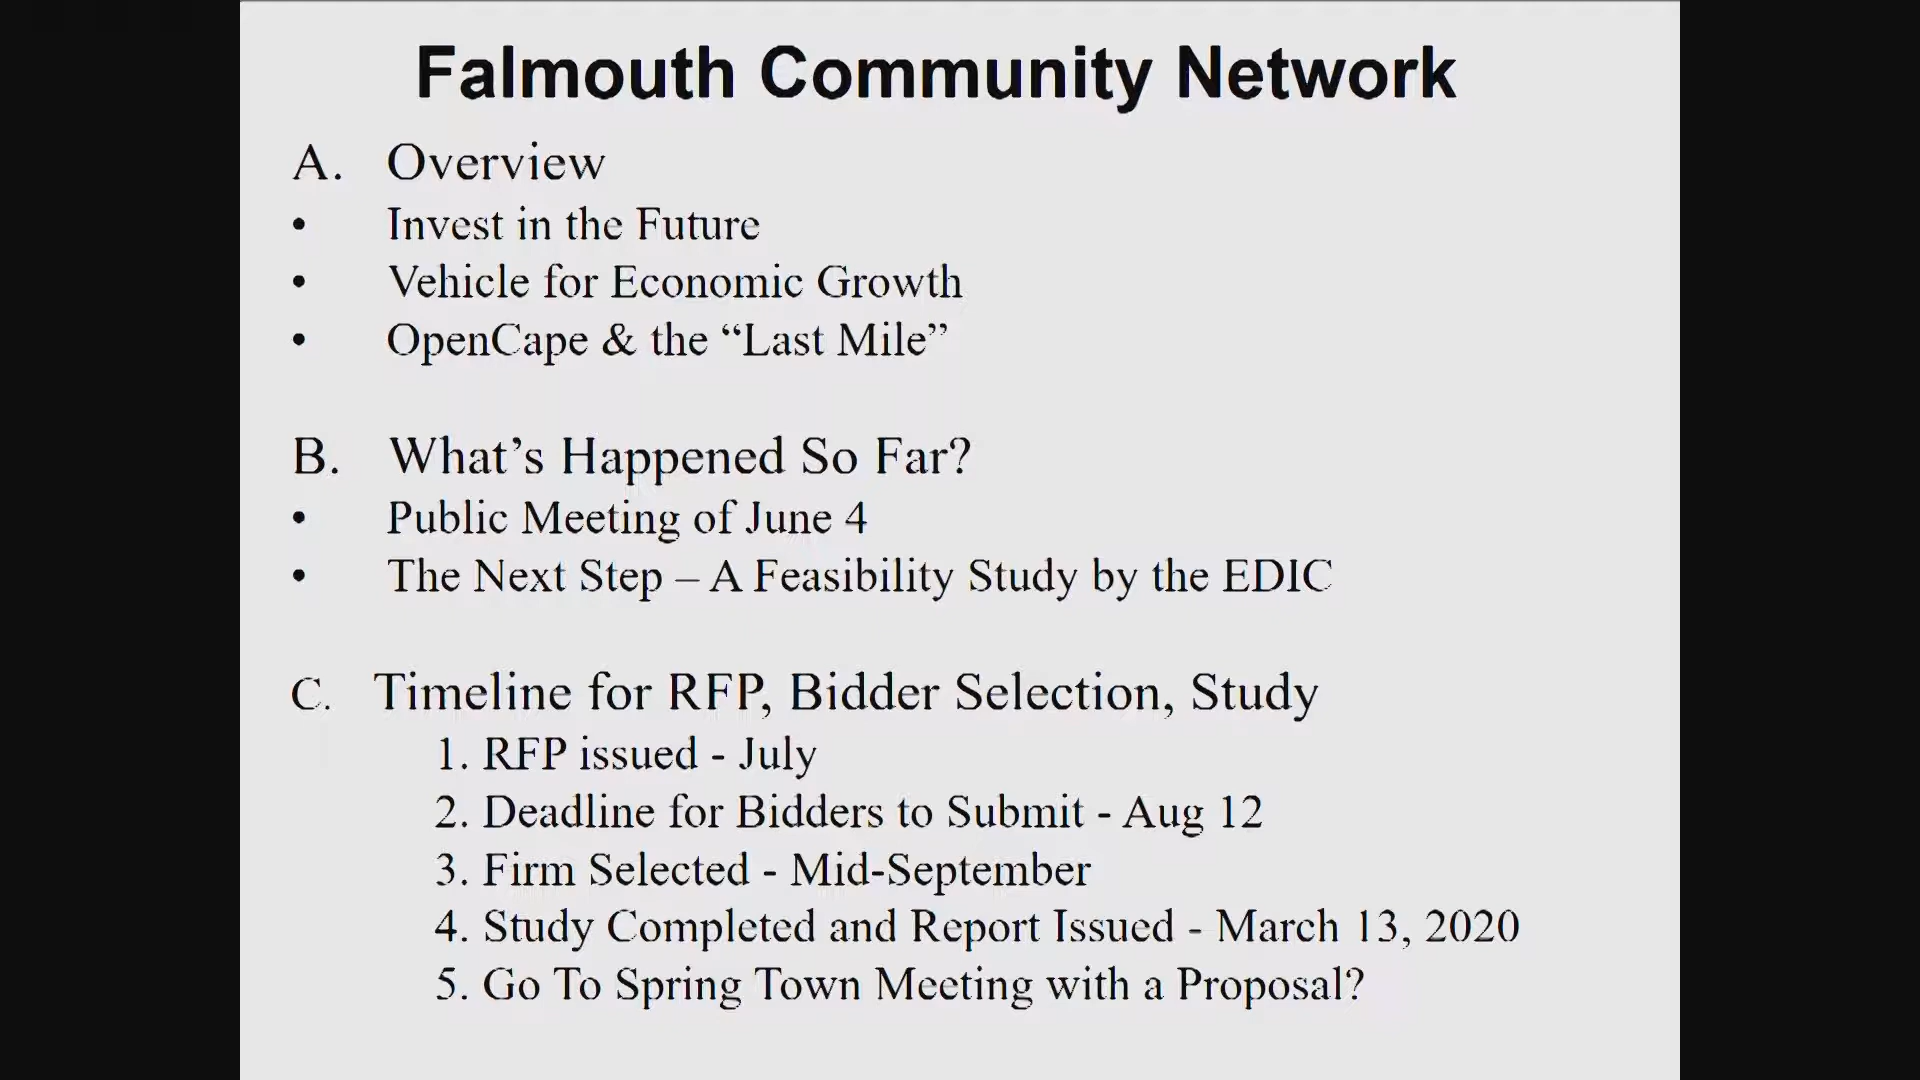 Falmouth Community Network
A. Overview
• Invest in the Future
• Vehicle for Economic Growth
• OpenCape & the “Last Mile”
B. What’s Happened So Far?
• Public Meeting of June 4
• The Next Step – A Feasibility Study by the EDIC
C. Timeline for RFP, Bidder Selection, Study
1. RFP issued - July
2. Deadline for Bidders to Submit - Aug 12
3. Firm Selected - Mid-September
4. Study Completed and Report Issued - March 13, 2020
5. Go To Spring Town Meeting with a Proposal?